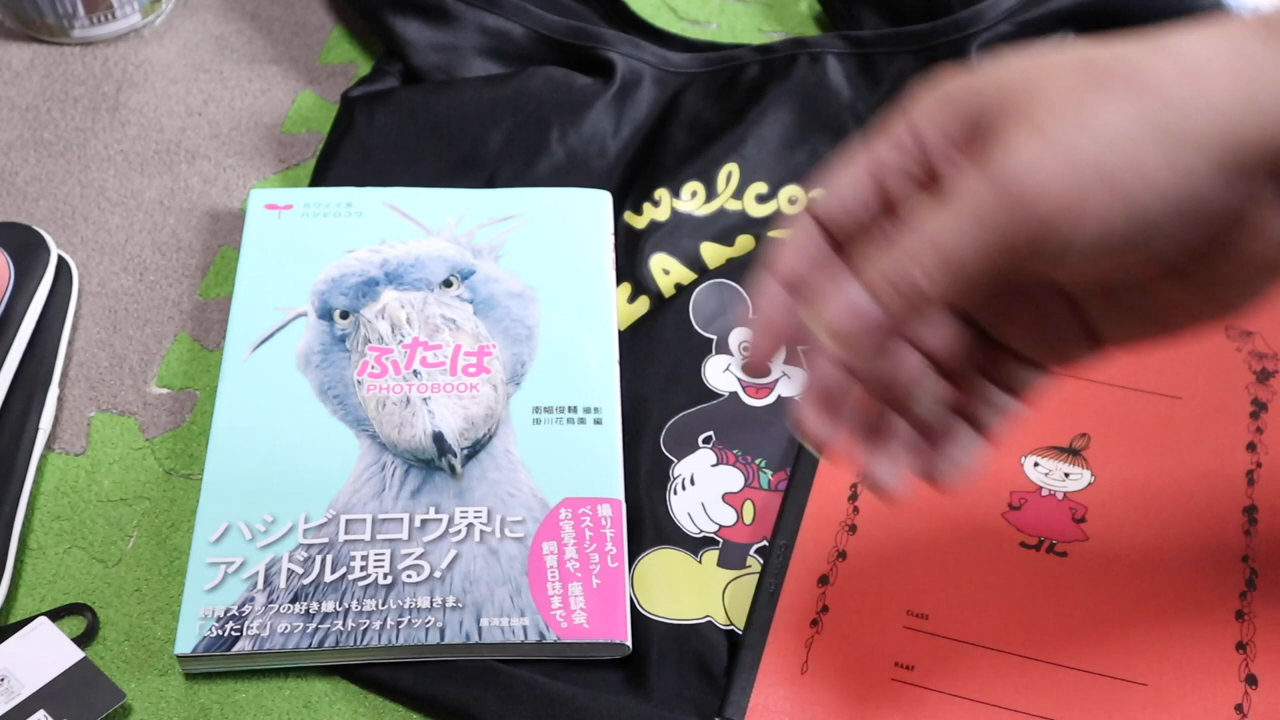 カワイイ系
ハシビロコウ
ふたば
PHOTOBOOK
南幅俊輔 撮影
掛川花鳥園 編
ハシビロコウ界に
アイドル現る!
飼育スタッフの好き嫌いも激しいお嬢さま、
「ふたば」のファーストフォトブック。
撮り下ろし
ベストショット
お宝写真や、座談会、
飼育日誌まで。
廣済堂出版
welco
CLASS
NAME